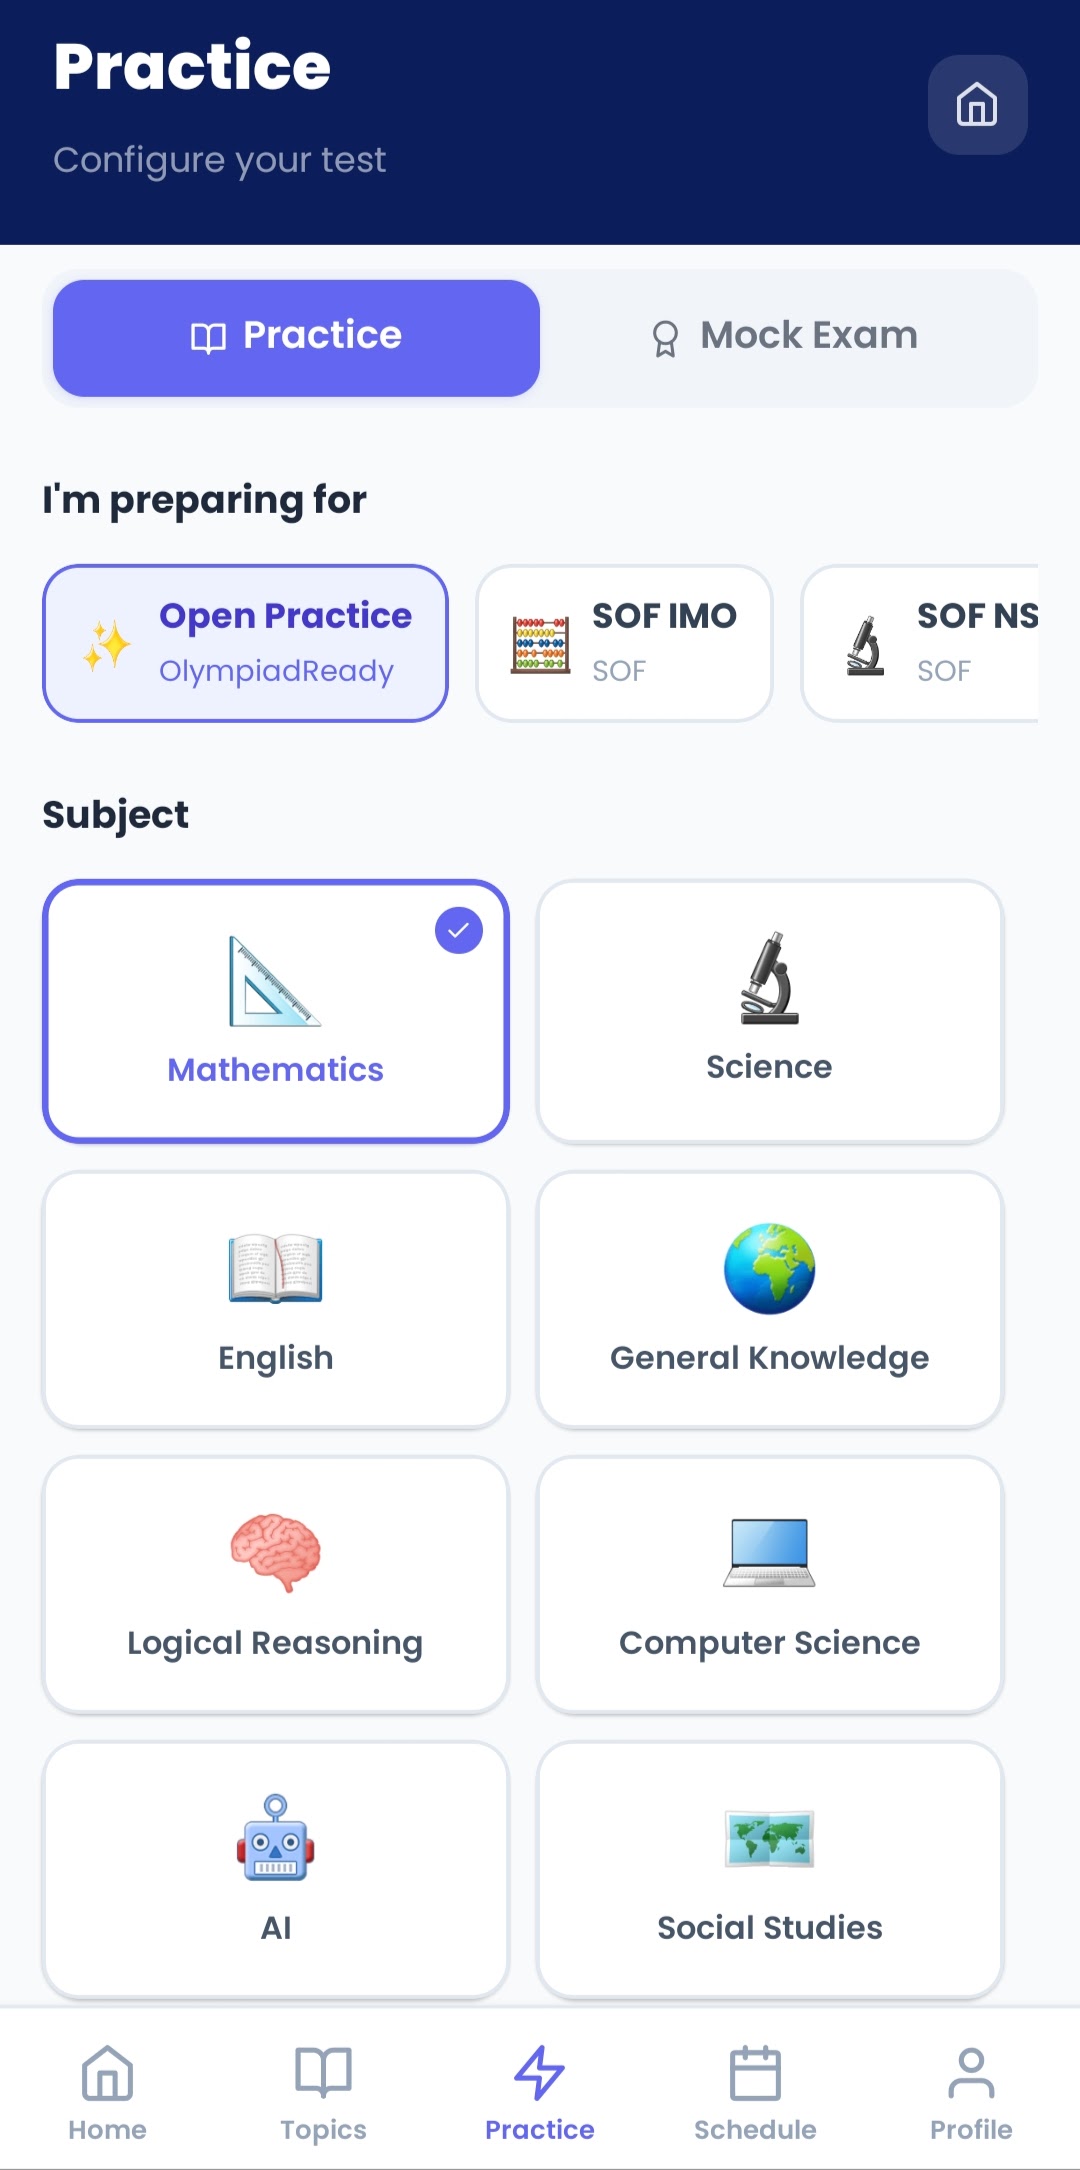 Practice
Configure your test
Practice
Mock Exam
I'm preparing for
Open Practice
OlympiadReady
SOF IMO
SOF
SOF NS
SOF
Subject
Mathematics
Science
English
General Knowledge
Logical Reasoning
Computer Science
AI
Social Studies
Home
Topics
Practice
Schedule
Profile